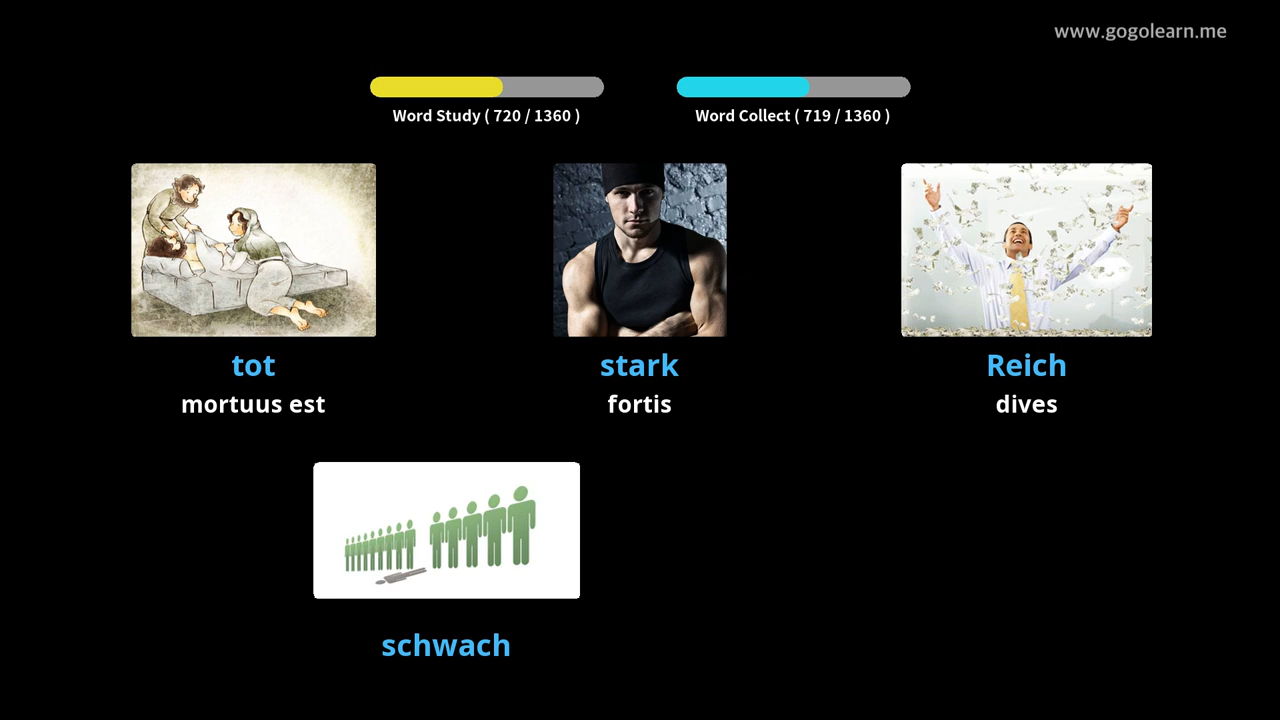 www.gogolearn.me
Word Study ( 720 / 1360 )
Word Collect ( 719 / 1360 )
tot
stark
Reich
mortuus est
fortis
dives
schwach